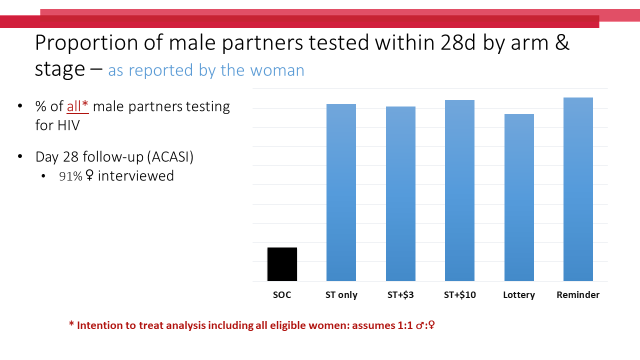 Proportion of male partners tested within 28d by arm &
stage – as reported by the woman
• % of all* male partners testing
for HIV
• Day 28 follow-up (ACASI)
• 91% ♀ interviewed
SOC ST only ST+$3 ST+$10 Lottery Reminder
* Intention to treat analysis including all eligible women: assumes 1:1 ♂:♀